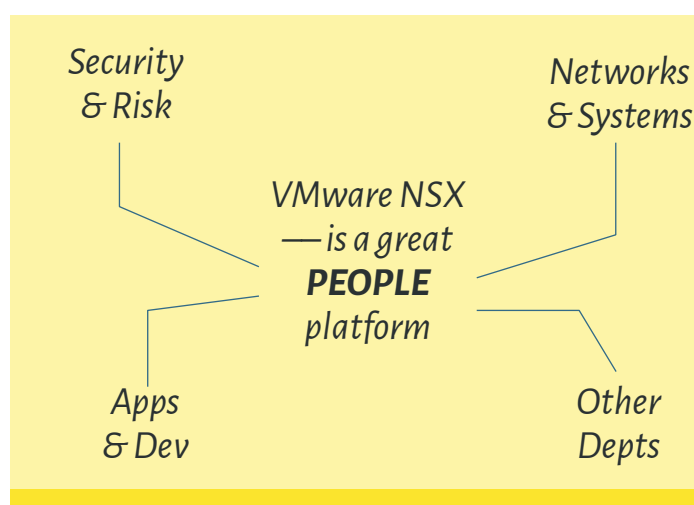 Security
& Risk
Networks
& Systems
VMware NSX
— is a great
PEOPLE
platform
Apps
& Dev
Other
Depts